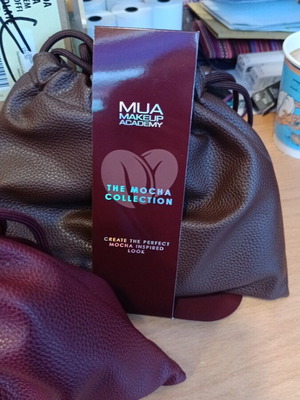 MUA
MAKEUP
ACADEMY
THE MOCHA
COLLECTION
CREATE THE PERFECT
MOCHA INSPIRED
LOOK